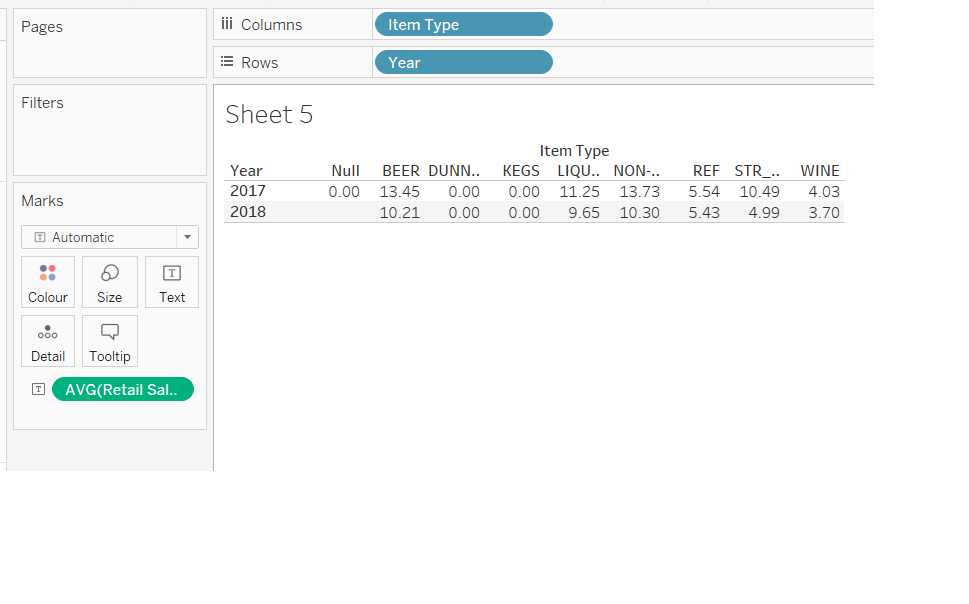 Pages
Columns Item Type
Rows Year
Filters
Sheet 5
Item Type
Year Null BEER DUNN.. KEGS LIQU.. NON-.. REF STR_.. WINE
2017 0.00 13.45 0.00 0.00 11.25 13.73 5.54 10.49 4.03
2018 10.21 0.00 0.00 9.65 10.30 5.43 4.99 3.70
Marks
T Automatic
Colour Size T Text
Detail Tooltip
T AVG(Retail Sal..